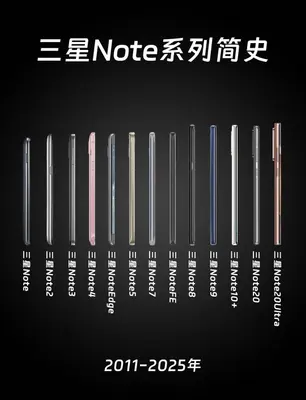 三星Note系列简史
三星Note
三星Note2
三星Note3
三星Note4
三星NoteEdge
三星Note5
三星Note7
三星NoteFE
三星Note8
三星Note9
三星Note10+
三星Note20
三星Note20Ultra
2011-2025年